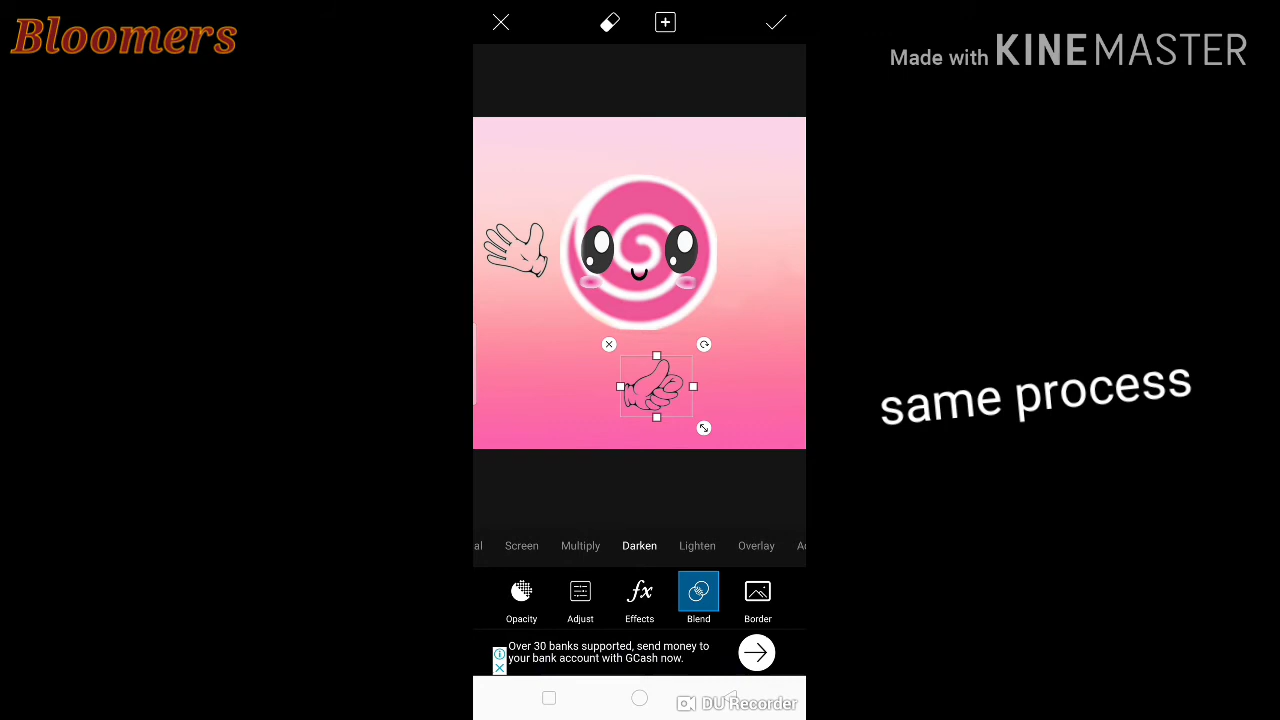 Bloomers
Made with KINEMASTER
same process
al Screen Multiply Darken Lighten Overlay Ad
Opacity Adjust Effects Blend Border
Over 30 banks supported, send money to
your bank account with GCash now.
DU Recorder